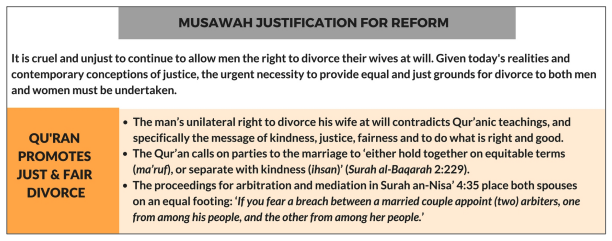 MUSAWAH JUSTIFICATION FOR REFORM
It is cruel and unjust to continue to allow men the right to divorce their wives at will. Given today's realities and
contemporary conceptions of justice, the urgent necessity to provide equal and just grounds for divorce to both men
and women must be undertaken.
QU'RAN
PROMOTES
JUST & FAIR
DIVORCE
• The man's unilateral right to divorce his wife at will contradicts Qur'anic teachings, and
specifically the message of kindness, justice, fairness and to do what is right and good.
• The Qur'an calls on parties to the marriage to 'either hold together on equitable terms
(ma'ruf), or separate with kindness (ihsan)' (Surah al-Baqarah 2:229).
• The proceedings for arbitration and mediation in Surah an-Nisa' 4:35 place both spouses
on an equal footing: 'If you fear a breach between a married couple appoint (two) arbiters, one
from among his people, and the other from among her people.'